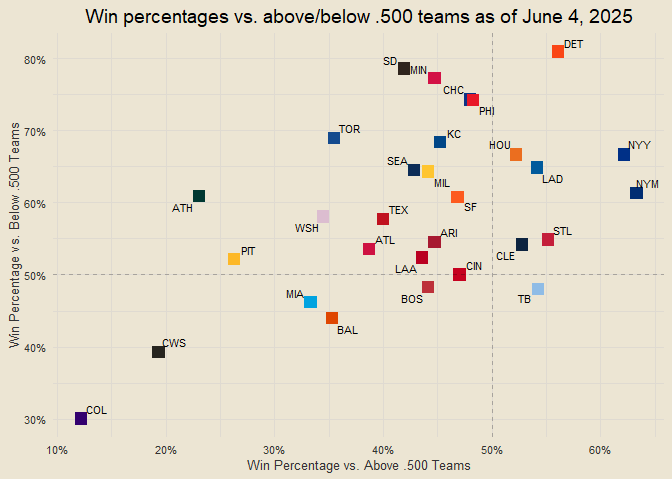 Win percentages vs. above/below .500 teams as of June 4, 2025
Win Percentage vs. Below .500 Teams
80%
70%
60%
50%
40%
30%
DET
SD
MIN
CHC
PHI
TOR
KC
HOU
NYY
SEA
MIL
LAD
NYM
ATH
SF
WSH
TEX
PIT
ATL
ARI
STL
CLE
LAA
CIN
BOS
TB
MIA
BAL
CWS
COL
10%
20%
30%
40%
50%
60%
Win Percentage vs. Above .500 Teams